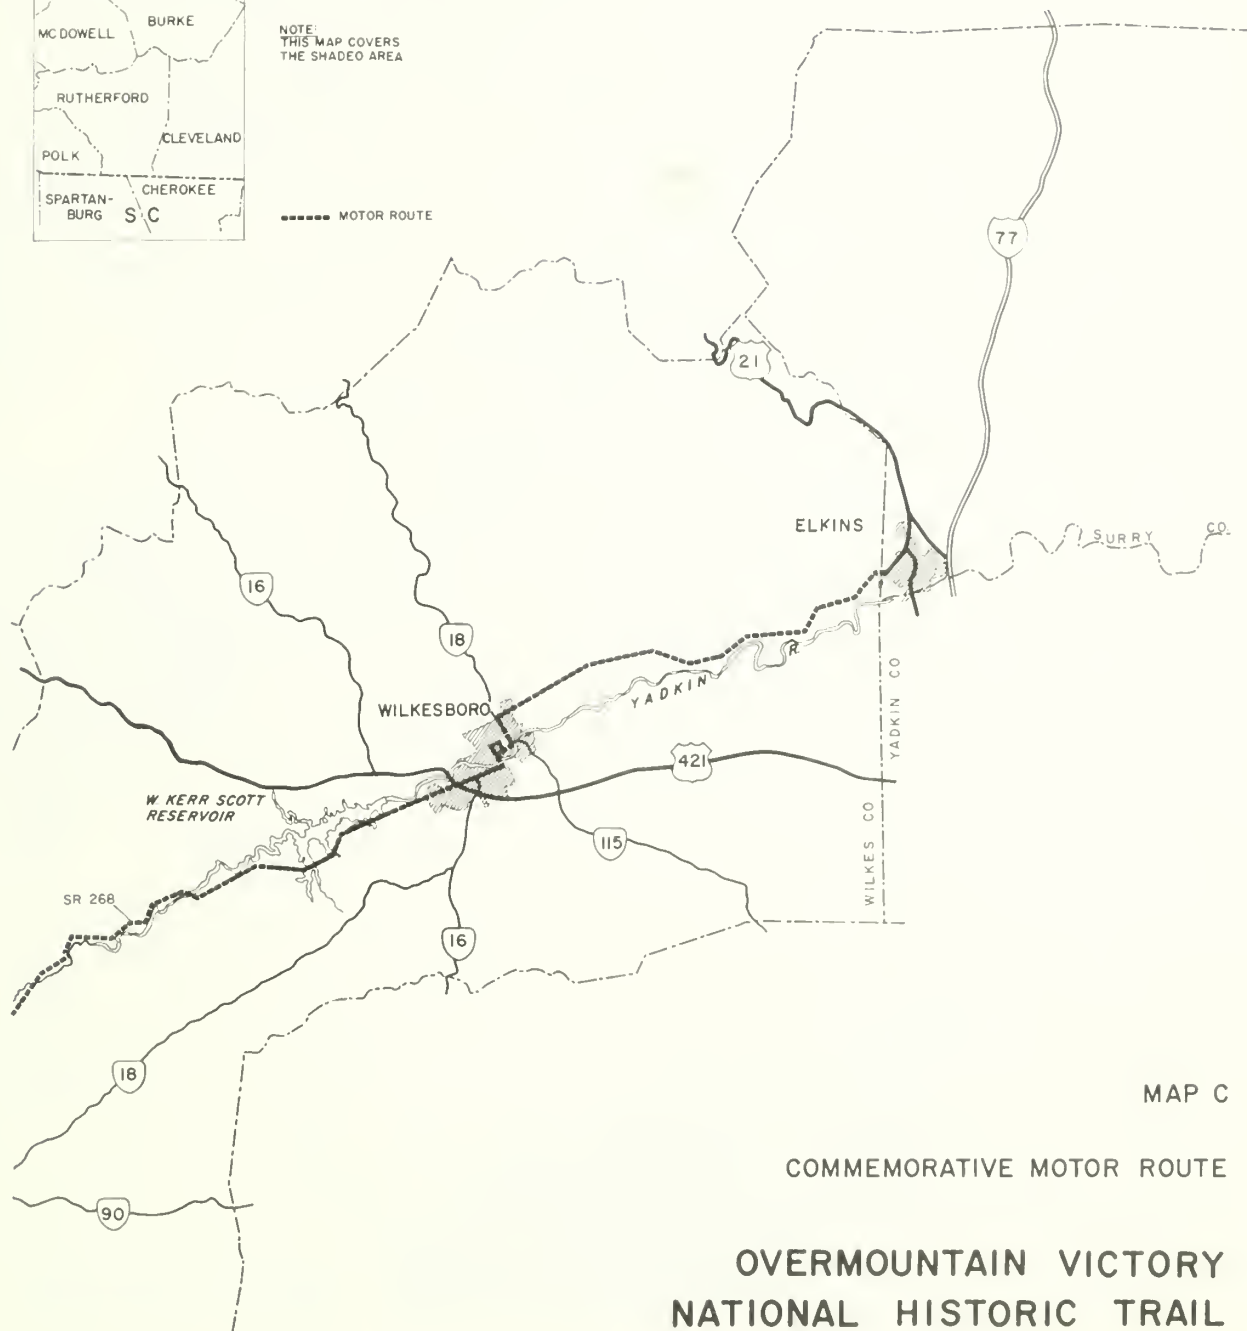 MC DOWELL
BURKE
RUTHERFORD
CLEVELAND
POLK
CHEROKEE
SPARTAN-
BURG
S C
NOTE:
THIS MAP COVERS
THE SHADED AREA
MOTOR ROUTE
77
21
ELKINS
SURRY CO.
16
18
WILKESBORO
YADKIN R.
YADKIN CO
WILKES CO
421
W. KERR SCOTT
RESERVOIR
115
SR 268
16
18
90
MAP C
COMMEMORATIVE MOTOR ROUTE
OVERMOUNTAIN VICTORY
NATIONAL HISTORIC TRAIL